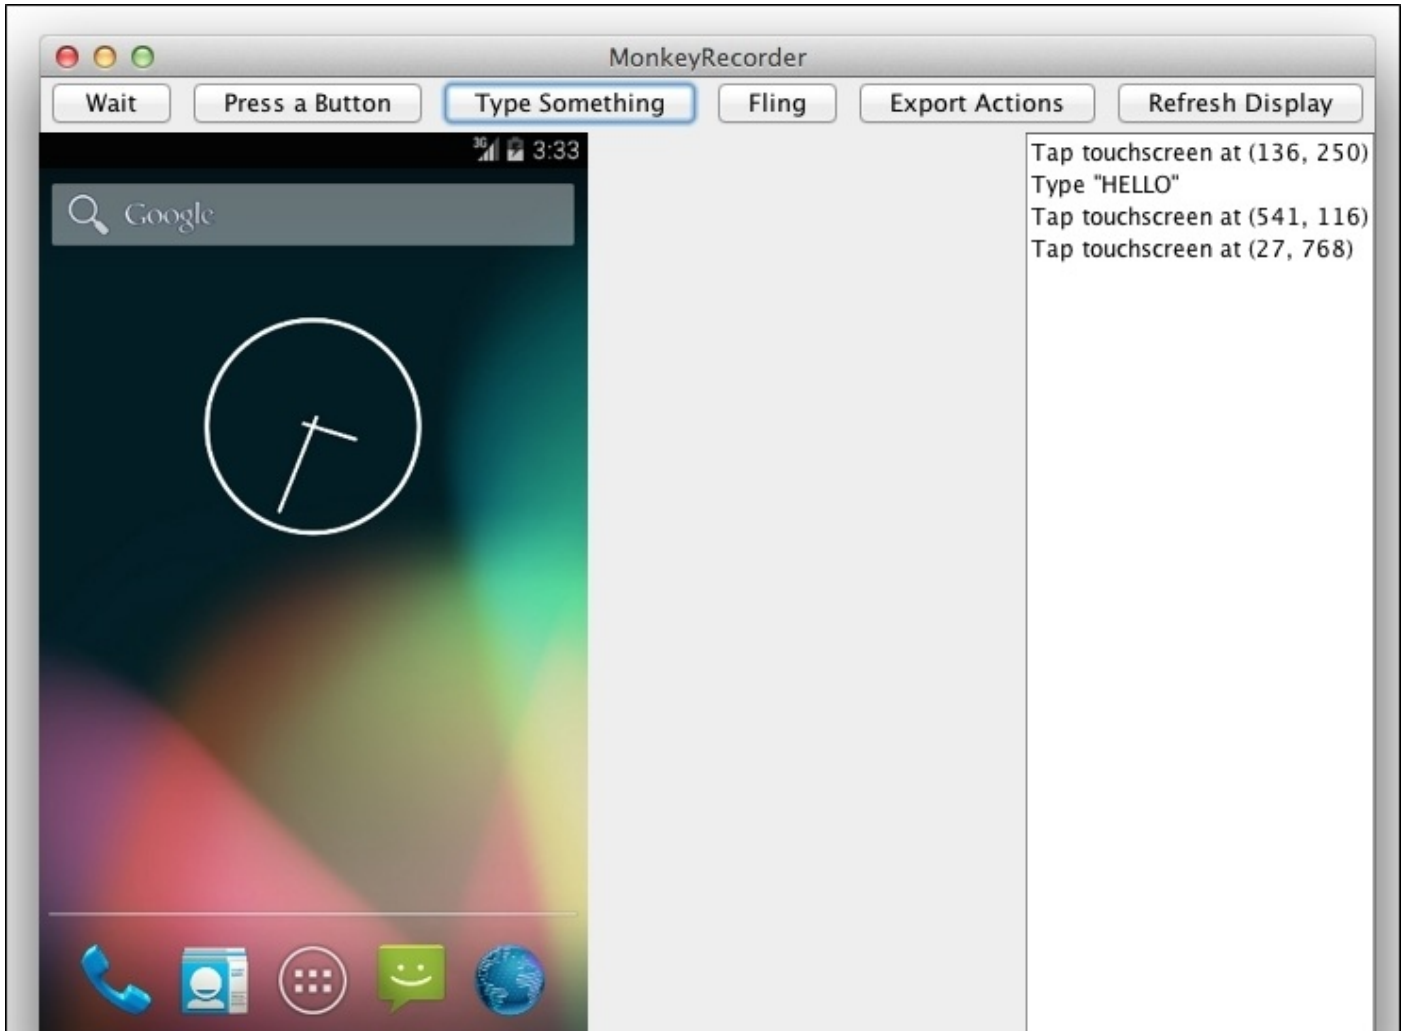 MonkeyRecorder
Wait Press a Button Type Something Fling Export Actions Refresh Display
3G 3:33
Google
Tap touchscreen at (136, 250)
Type "HELLO"
Tap touchscreen at (541, 116)
Tap touchscreen at (27, 768)